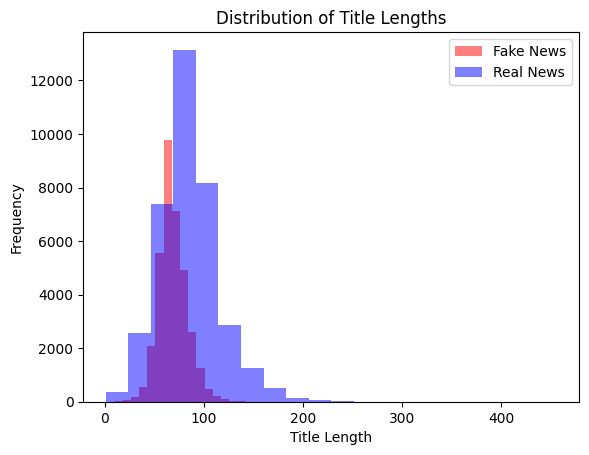 Distribution of Title Lengths
Fake News
Real News
Frequency
12000
10000
8000
6000
4000
2000
0
0 100 200 300 400
Title Length